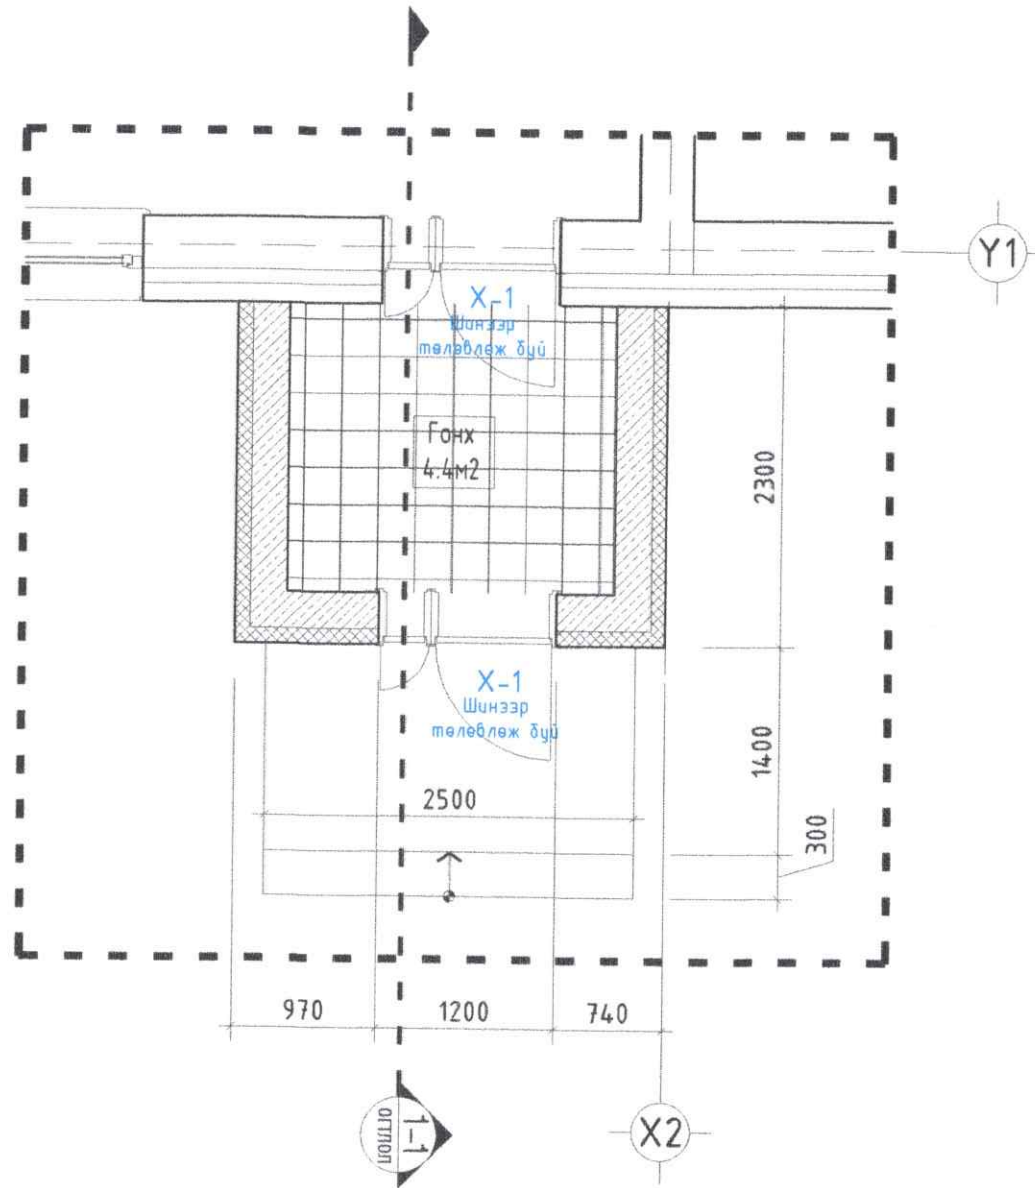 Y1
X-1
Шинээр
төлөвлөж буй
Гонх
4.4м2
2300
X-1
Шинээр
төлөвлөж буй
1400
2500
300
970
1200
740
1-1
огтлол
X2